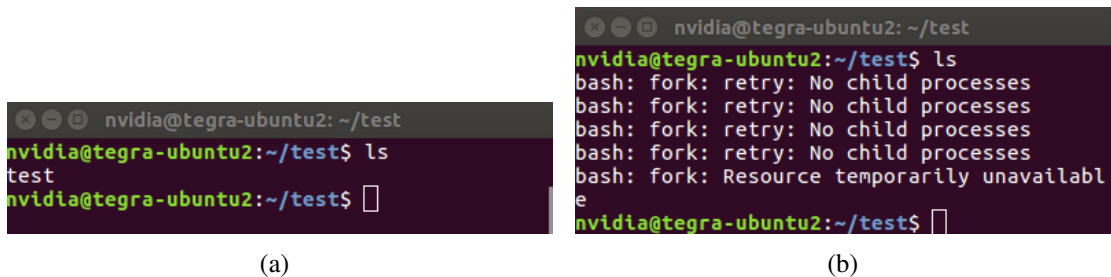 nvidia@tegra-ubuntu2: ~/test
nvidia@tegra-ubuntu2:~/test$ ls
test
nvidia@tegra-ubuntu2:~/test$
(a)
nvidia@tegra-ubuntu2: ~/test
nvidia@tegra-ubuntu2:~/test$ ls
bash: fork: retry: No child processes
bash: fork: retry: No child processes
bash: fork: retry: No child processes
bash: fork: retry: No child processes
bash: fork: Resource temporarily unavailabl
e
nvidia@tegra-ubuntu2:~/test$
(b)